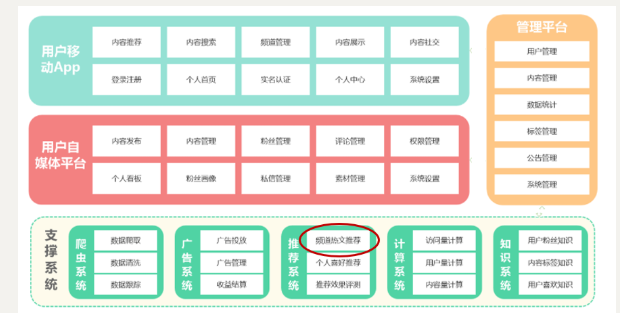 用户移
动App
内容推荐
内容搜索
频道管理
内容展示
内容社交
登录注册
个人首页
实名认证
个人中心
系统设置
用户自
媒体平台
内容发布
内容管理
粉丝管理
评论管理
权限管理
个人看板
粉丝画像
私信管理
素材管理
系统设置
管理平台
用户管理
内容管理
数据统计
标签管理
公告管理
系统管理
支撑系统
爬虫系统
数据爬取
数据清洗
数据跟踪
广告系统
广告投放
广告管理
收益结算
推荐系统
频道热文推荐
个人喜好推荐
推荐效果评测
计算系统
访问量计算
用户量计算
内容量计算
知识系统
用户粉丝知识
内容标签知识
用户喜欢知识